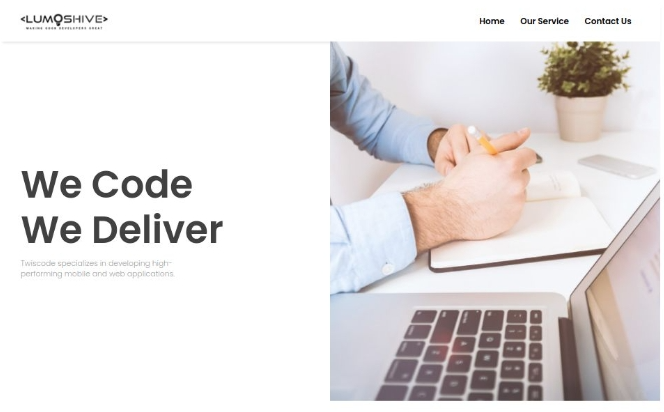 <LUMOSHIVE>
MAKING GOOD DEVELOPERS GREAT
Home Our Service Contact Us
We Code
We Deliver
Twiscode specializes in developing high-
performing mobile and web applications.